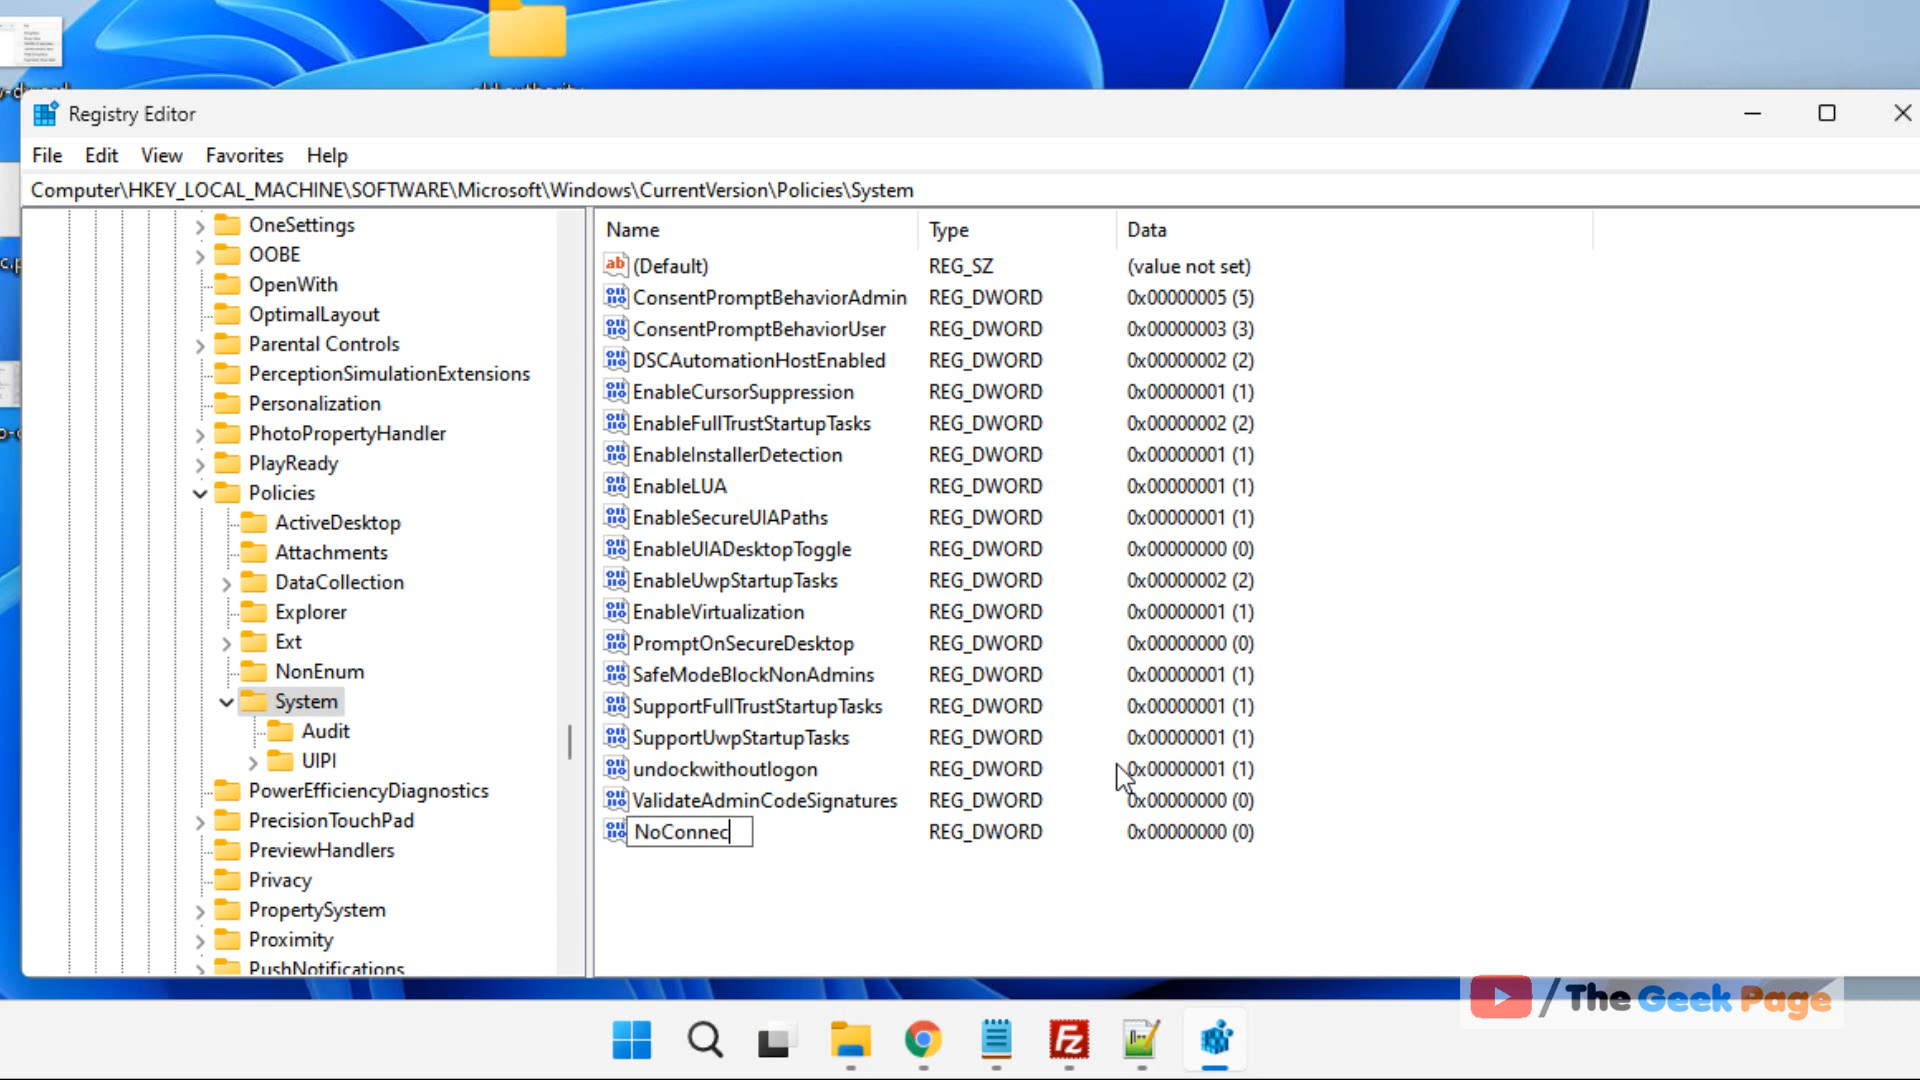 Registry Editor
File Edit View Favorites Help
Computer\HKEY_LOCAL_MACHINE\SOFTWARE\Microsoft\Windows\CurrentVersion\Policies\System
OneSettings
OOBE
OpenWith
OptimalLayout
Parental Controls
PerceptionSimulationExtensions
Personalization
PhotoPropertyHandler
PlayReady
Policies
ActiveDesktop
Attachments
DataCollection
Explorer
Ext
NonEnum
System
Audit
UIPI
PowerEfficiencyDiagnostics
PrecisionTouchPad
PreviewHandlers
Privacy
PropertySystem
Proximity
PushNotifications
Name Type Data
(Default) REG_SZ (value not set)
ConsentPromptBehaviorAdmin REG_DWORD 0x00000005 (5)
ConsentPromptBehaviorUser REG_DWORD 0x00000003 (3)
DSCAutomationHostEnabled REG_DWORD 0x00000002 (2)
EnableCursorSuppression REG_DWORD 0x00000001 (1)
EnableFullTrustStartupTasks REG_DWORD 0x00000002 (2)
EnableInstallerDetection REG_DWORD 0x00000001 (1)
EnableLUA REG_DWORD 0x00000001 (1)
EnableSecureUIAPaths REG_DWORD 0x00000001 (1)
EnableUIADesktopToggle REG_DWORD 0x00000000 (0)
EnableUwpStartupTasks REG_DWORD 0x00000002 (2)
EnableVirtualization REG_DWORD 0x00000001 (1)
PromptOnSecureDesktop REG_DWORD 0x00000000 (0)
SafeModeBlockNonAdmins REG_DWORD 0x00000001 (1)
SupportFullTrustStartupTasks REG_DWORD 0x00000001 (1)
SupportUwpStartupTasks REG_DWORD 0x00000001 (1)
undockwithoutlogon REG_DWORD 0x00000001 (1)
ValidateAdminCodeSignatures REG_DWORD 0x00000000 (0)
NoConnec REG_DWORD 0x00000000 (0)
/The Geek Page